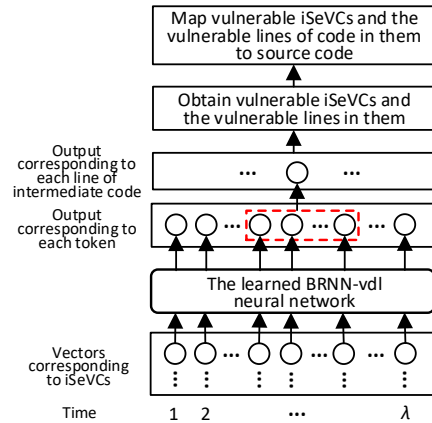 Map vulnerable iSeVCs and the
vulnerable lines of code in them
to source code
Obtain vulnerable iSeVCs and
the vulnerable lines in them
Output
corresponding to
each line of
intermediate code
... ...
Output
corresponding to
each token
... ... ...
The learned BRNN-vdl
neural network
Vectors
corresponding
to iSeVCs
... ... ...
Time 1 2 ... λ